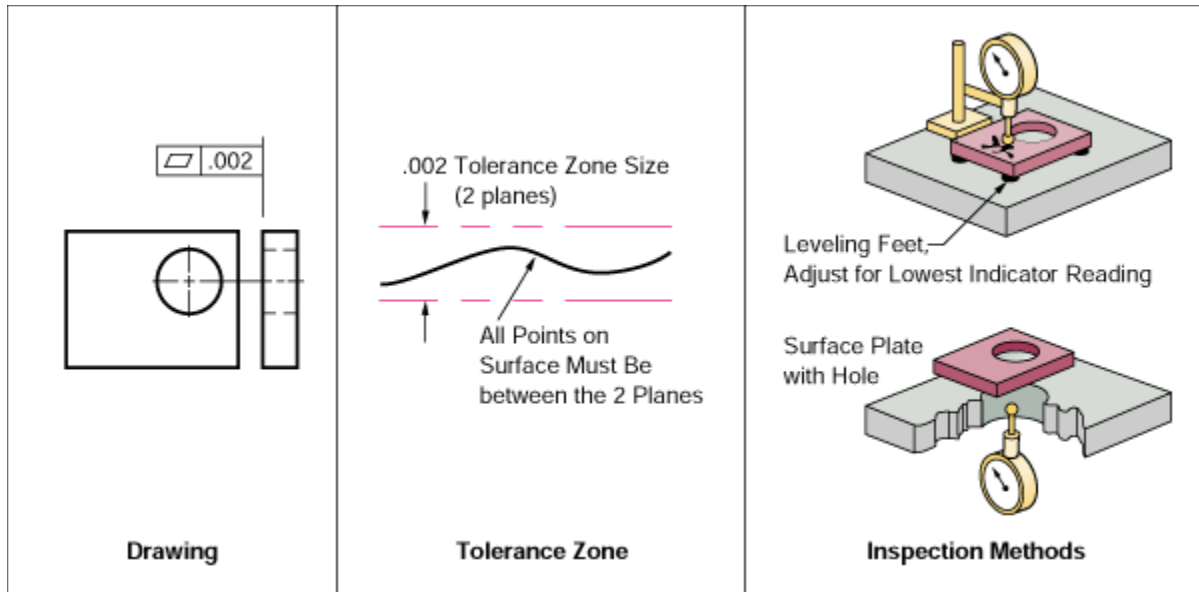 .002
Drawing
.002 Tolerance Zone Size
(2 planes)
All Points on
Surface Must Be
between the 2 Planes
Tolerance Zone
Leveling Feet,
Adjust for Lowest Indicator Reading
Surface Plate
with Hole
Inspection Methods